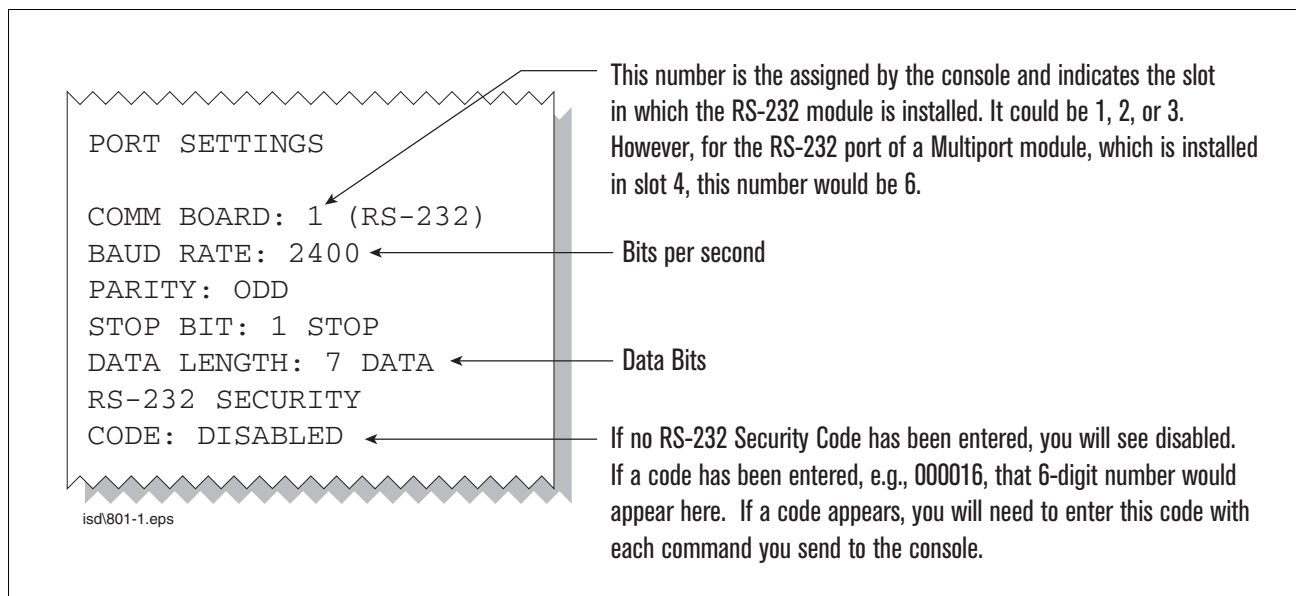 This number is the assigned by the console and indicates the slot
in which the RS-232 module is installed. It could be 1, 2, or 3.
However, for the RS-232 port of a Multiport module, which is installed
in slot 4, this number would be 6.
PORT SETTINGS
COMM BOARD: 1 (RS-232)
BAUD RATE: 2400
Bits per second
PARITY: ODD
STOP BIT: 1 STOP
DATA LENGTH: 7 DATA
Data Bits
RS-232 SECURITY
CODE: DISABLED
If no RS-232 Security Code has been entered, you will see disabled.
If a code has been entered, e.g., 000016, that 6-digit number would
appear here. If a code appears, you will need to enter this code with
each command you send to the console.
isd\801-1.eps